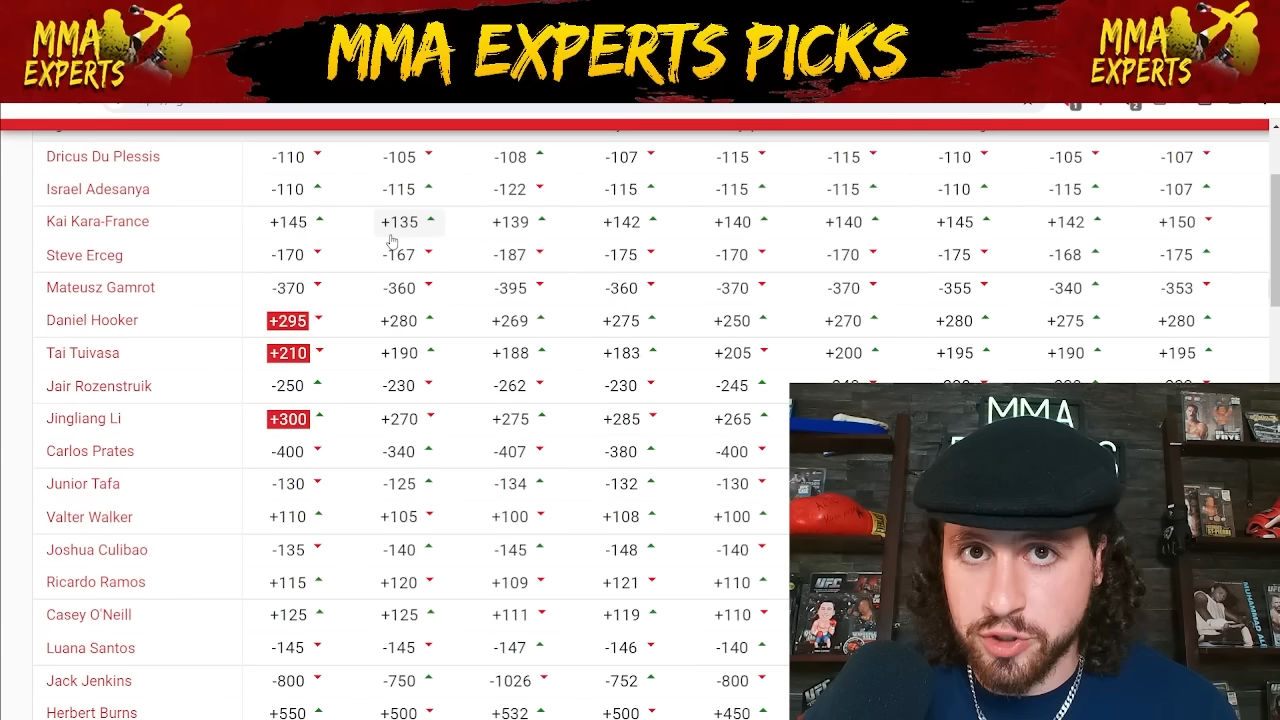 MMA
EXPERTS
MMA EXPERTS PICKS
MMA
EXPERTS
1
2
Dricus Du Plessis -110 -105 -108 -107 -115 -115 -110 -105 -107
Israel Adesanya -110 -115 -122 -115 -115 -115 -110 -115 -107
Kai Kara-France +145 +135 +139 +142 +140 +140 +145 +142 +150
Steve Erceg -170 -167 -187 -175 -170 -170 -175 -168 -175
Mateusz Gamrot -370 -360 -395 -360 -370 -370 -355 -340 -353
Daniel Hooker +295 +280 +269 +275 +250 +270 +280 +275 +280
Tai Tuivasa +210 +190 +188 +183 +205 +200 +195 +190 +195
Jair Rozenstruik -250 -230 -262 -230 -245
Jingliang Li +300 +270 +275 +285 +265
Carlos Prates -400 -340 -407 -380 -400
Junior Tafa -130 -125 -134 -132 -130
Valter Walker +110 +105 +100 +108 +100
Joshua Culibao -135 -140 -145 -148 -140
Ricardo Ramos +115 +120 +109 +121 +110
Casey O'Neill +125 +125 +111 +119 +110
Luana Santos -145 -145 -147 -146 -140
Jack Jenkins -800 -750 -1026 -752 -800
Herbert Burns +550 +500 +532 +500 +450
MMA
FRYE
UFC
MUHAMMAD AL
UFC